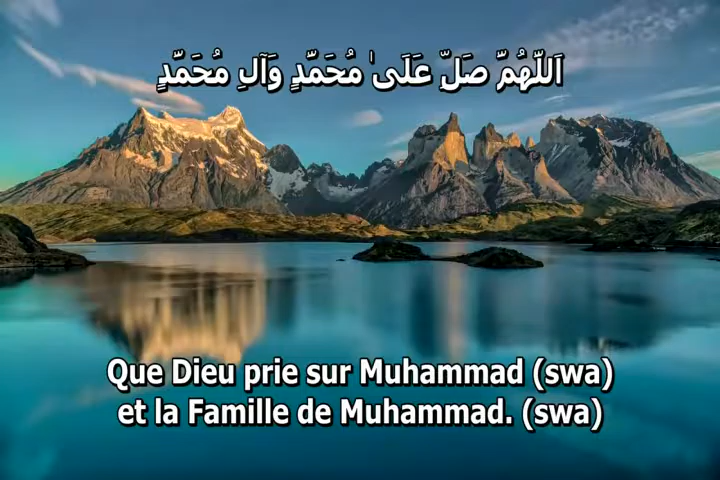 اَللّٰهُمَّ صَلِّ عَلَىٰ مُحَمَّدٍ وَآلِ مُحَمَّدٍ
Que Dieu prie sur Muhammad (swa)
et la Famille de Muhammad. (swa)